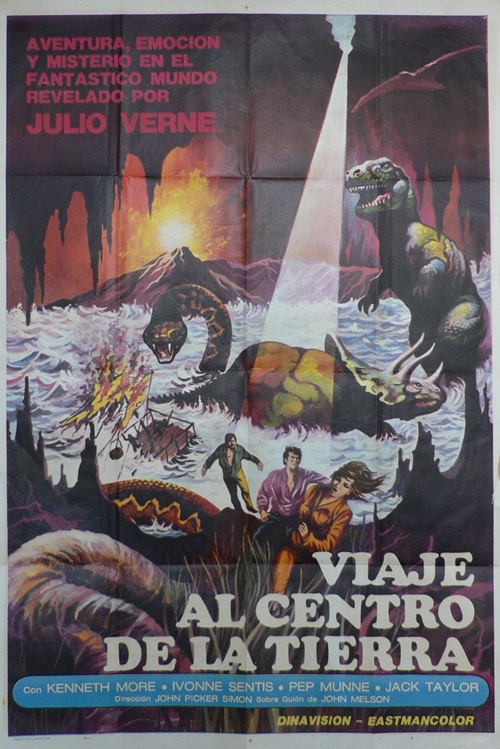 AVENTURA, EMOCION
Y MISTERIO EN EL
FANTASTICO MUNDO
REVELADO POR
JULIO VERNE
VIAJE
AL CENTRO
DE LA TIERRA
Con KENNETH MORE • IVONNE SENTIS • PEP MUNNE • JACK TAYLOR
Dirección JOHN PICKER SIMON Sobre Guión de JOHN MELSON
DINAVISION - EASTMANCOLOR